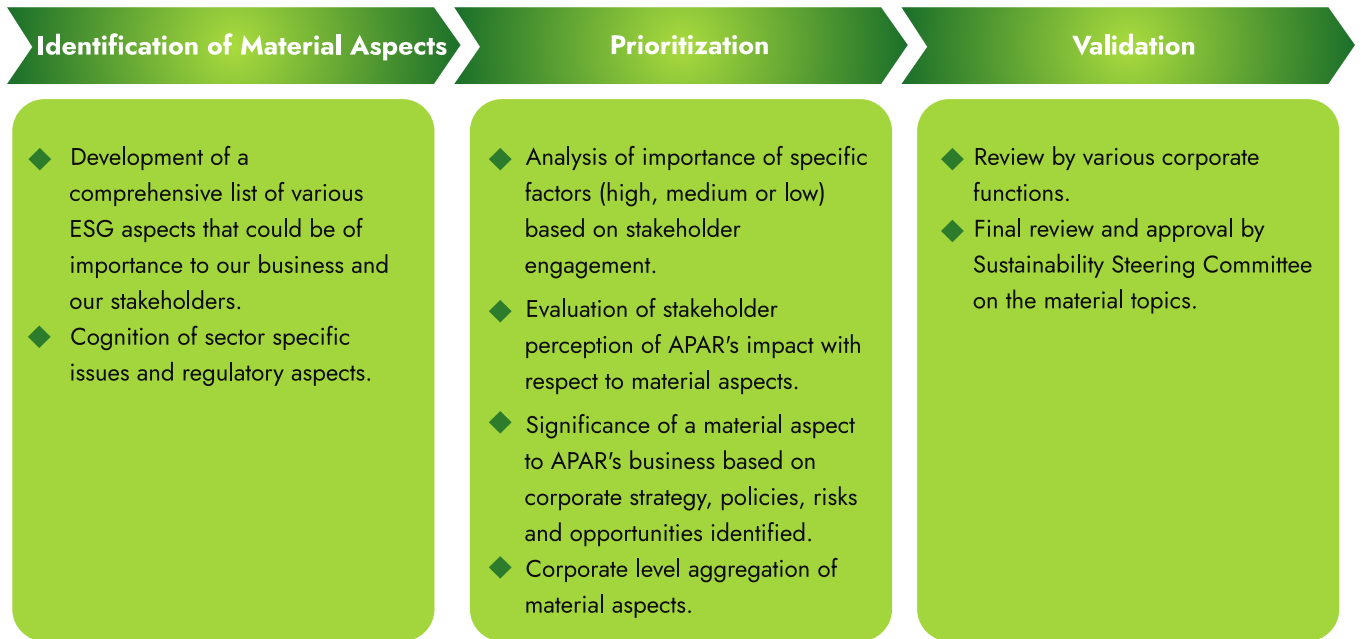 Identification of Material Aspects
Prioritization
Validation
Development of a
comprehensive list of various
ESG aspects that could be of
importance to our business and
our stakeholders.
Cognition of sector specific
issues and regulatory aspects.
Analysis of importance of specific
factors (high, medium or low)
based on stakeholder
engagement.
Evaluation of stakeholder
perception of APAR's impact with
respect to material aspects.
Significance of a material aspect
to APAR's business based on
corporate strategy, policies, risks
and opportunities identified.
Corporate level aggregation of
material aspects.
Review by various corporate
functions.
Final review and approval by
Sustainability Steering Committee
on the material topics.